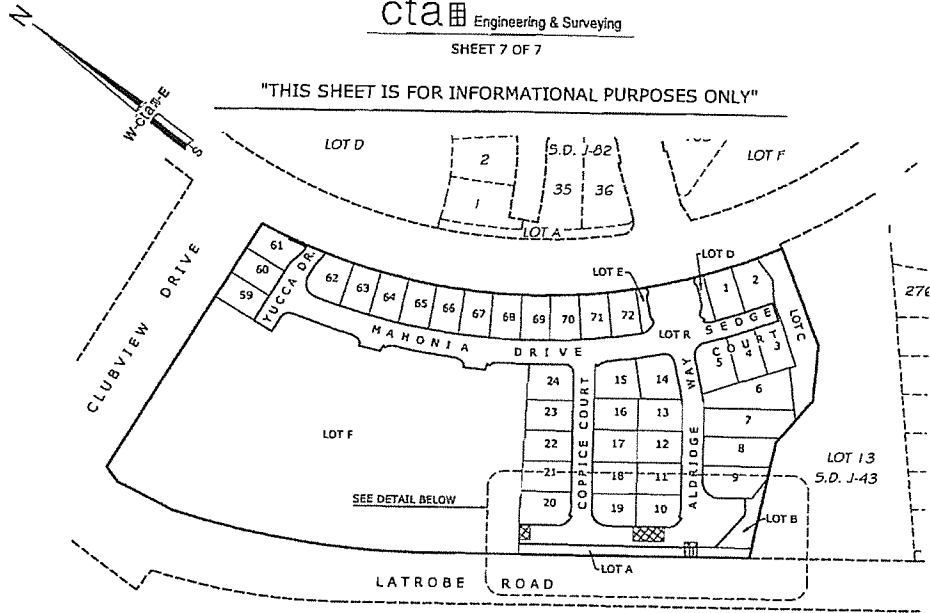 cta Engineering & Surveying
SHEET 7 OF 7
"THIS SHEET IS FOR INFORMATIONAL PURPOSES ONLY"
N
W-cta-E
S
LOT D
2
1
S.D. J-82
35
36
LOT F
LOT A
CLUBVIEW DRIVE
61
60
59
YUCCA DR.
62
63
64
65
66
67
68
69
70
71
72
LOT E
LOT D
1
2
LOT C
LOT R
SEDGE
COURT
5
4
3
MAHONIA DRIVE
276
24
23
22
21
20
COPPICE COURT
15
14
16
13
17
12
18
11
19
10
ALDRIDGE WAY
6
7
8
9
LOT F
LOT 13
S.D. J-43
SEE DETAIL BELOW
LOT B
LOT A
LATROBE ROAD